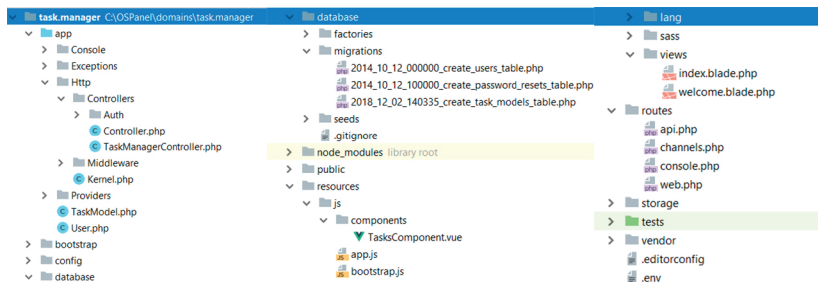 task.manager C:\OSPanel\domains\task.manager
app
Console
Exceptions
Http
Controllers
Auth
Controller.php
TaskManagerController.php
Middleware
Kernel.php
Providers
TaskModel.php
User.php
bootstrap
config
database
database
factories
migrations
2014_10_12_000000_create_users_table.php
2014_10_12_100000_create_password_resets_table.php
2018_12_02_140335_create_task_models_table.php
seeds
.gitignore
node_modules library root
public
resources
js
components
TasksComponent.vue
app.js
bootstrap.js
lang
sass
views
index.blade.php
welcome.blade.php
routes
api.php
channels.php
console.php
web.php
storage
tests
vendor
.editorconfig
.env